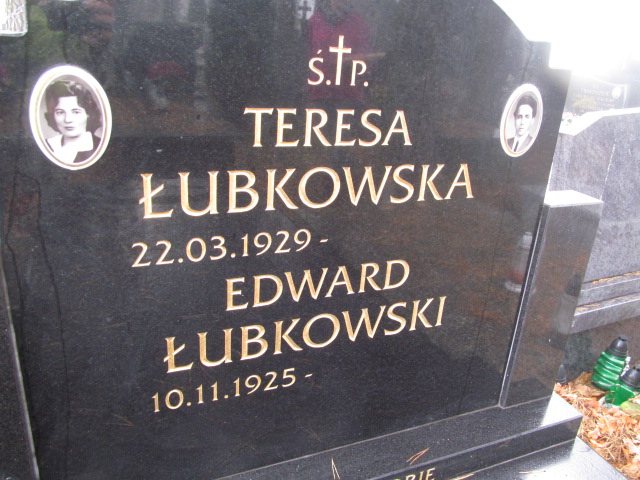 Ś.†P.
TERESA
ŁUBKOWSKA
22.03.1929 -
EDWARD
ŁUBKOWSKI
10.11.1925 -